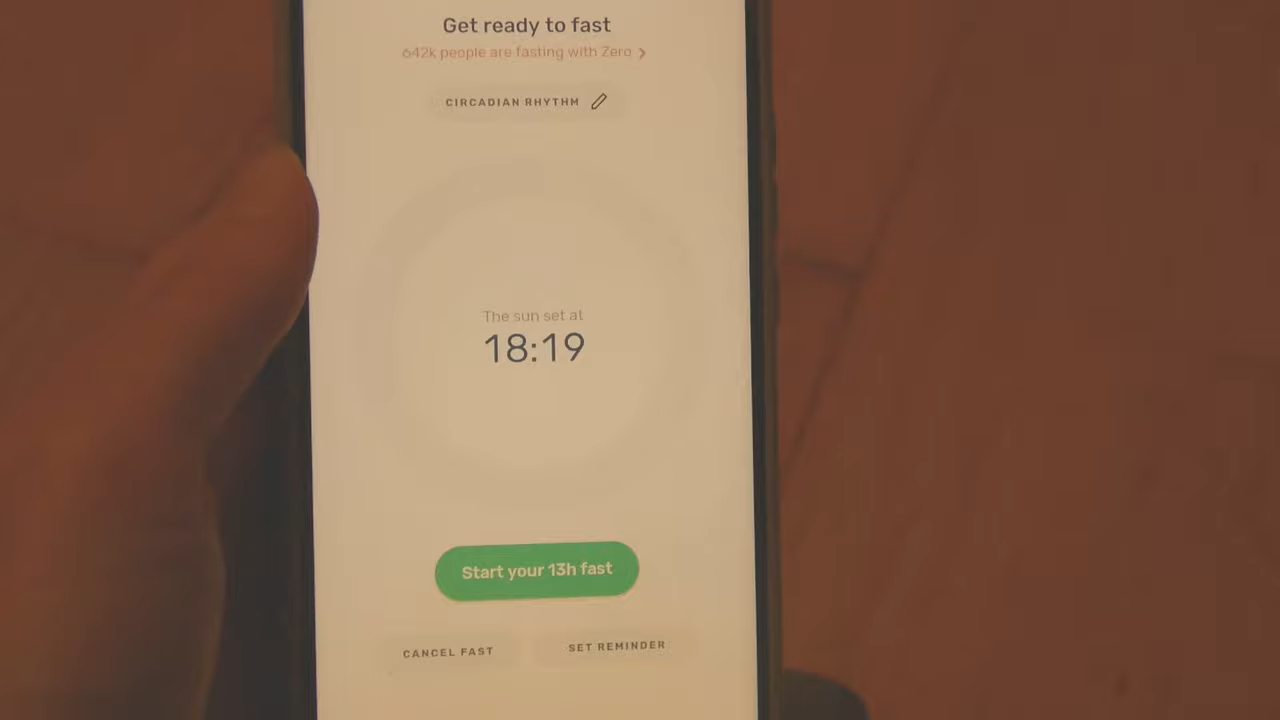 Get ready to fast
642k people are fasting with Zero
CIRCADIAN RHYTHM
The sun set at
18:19
Start your 13h fast
CANCEL FAST
SET REMINDER